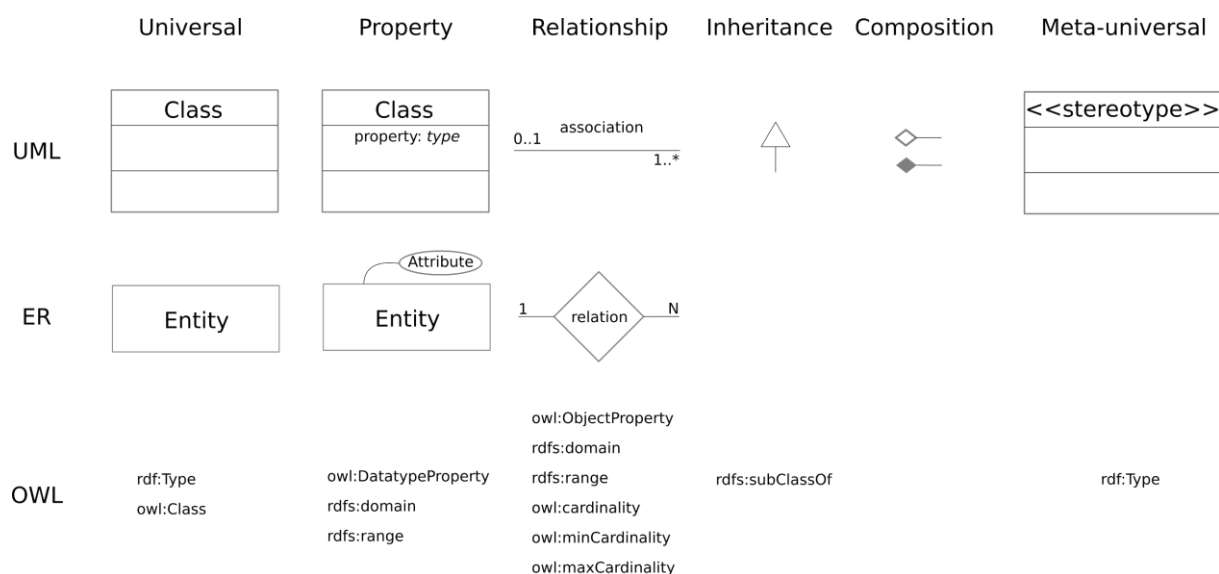 Universal Property Relationship Inheritance Composition Meta-universal
UML
Class
Class
property: type
association
0..1
1..*
<<stereotype>>
ER
Entity
Attribute
Entity
1
relation
N
OWL
rdf:Type
owl:Class
owl:DatatypeProperty
rdfs:domain
rdfs:range
owl:ObjectProperty
rdfs:domain
rdfs:range
owl:cardinality
owl:minCardinality
owl:maxCardinality
rdfs:subClassOf
rdf:Type